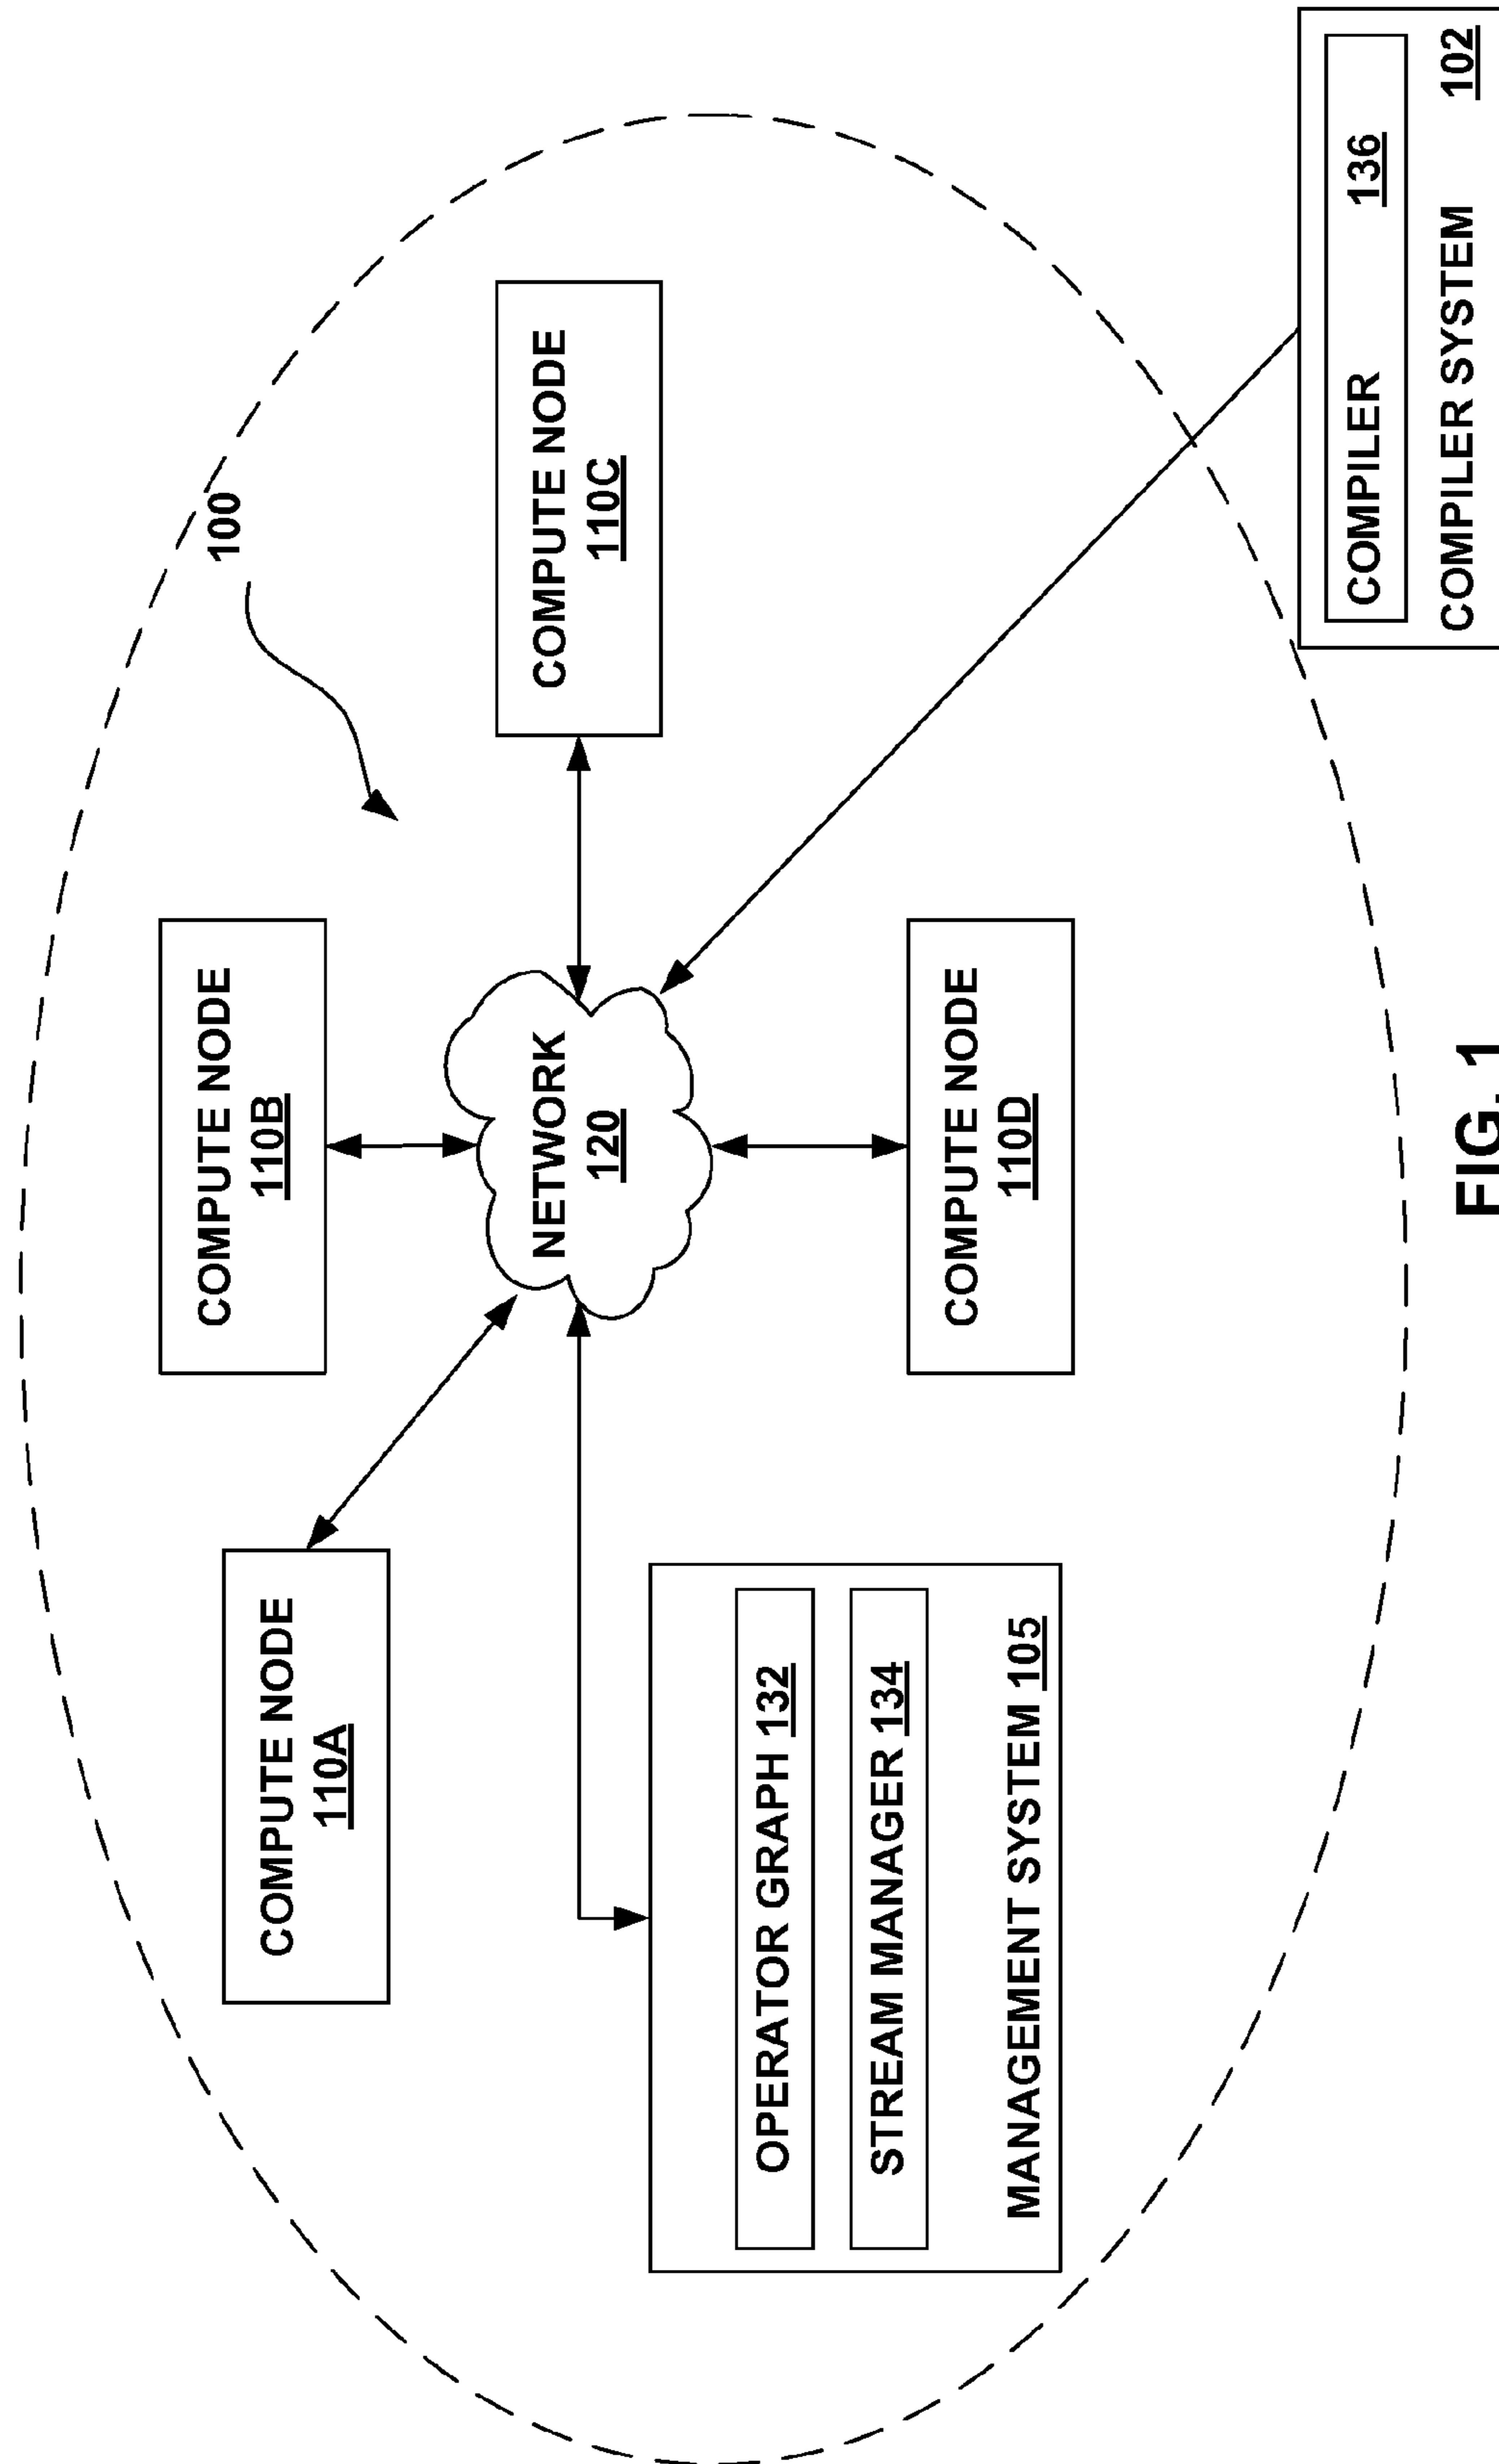 100
COMPUTE NODE
110B
COMPUTE NODE
110A
COMPUTE NODE
110C
NETWORK
120
OPERATOR GRAPH 132
STREAM MANAGER 134
MANAGEMENT SYSTEM 105
COMPUTE NODE
110D
COMPILER 136
COMPILER SYSTEM 102
FIG. 1